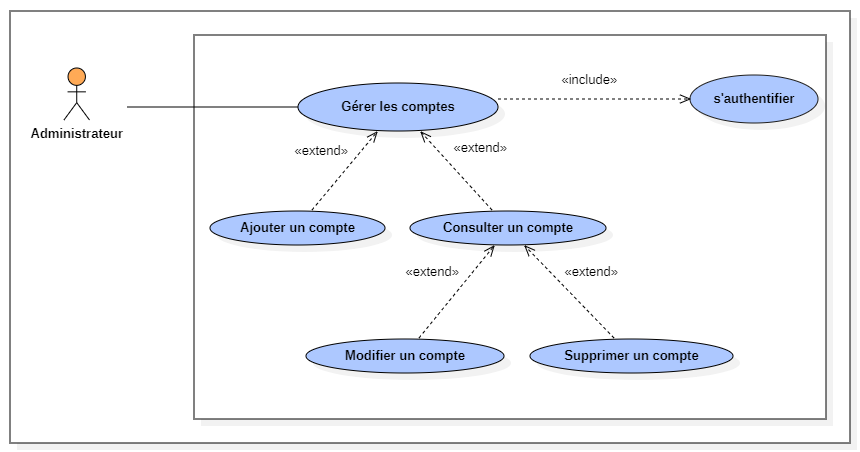 «include»
Gérer les comptes
s'authentifier
Administrateur
«extend»
«extend»
Ajouter un compte
Consulter un compte
«extend»
«extend»
Modifier un compte
Supprimer un compte